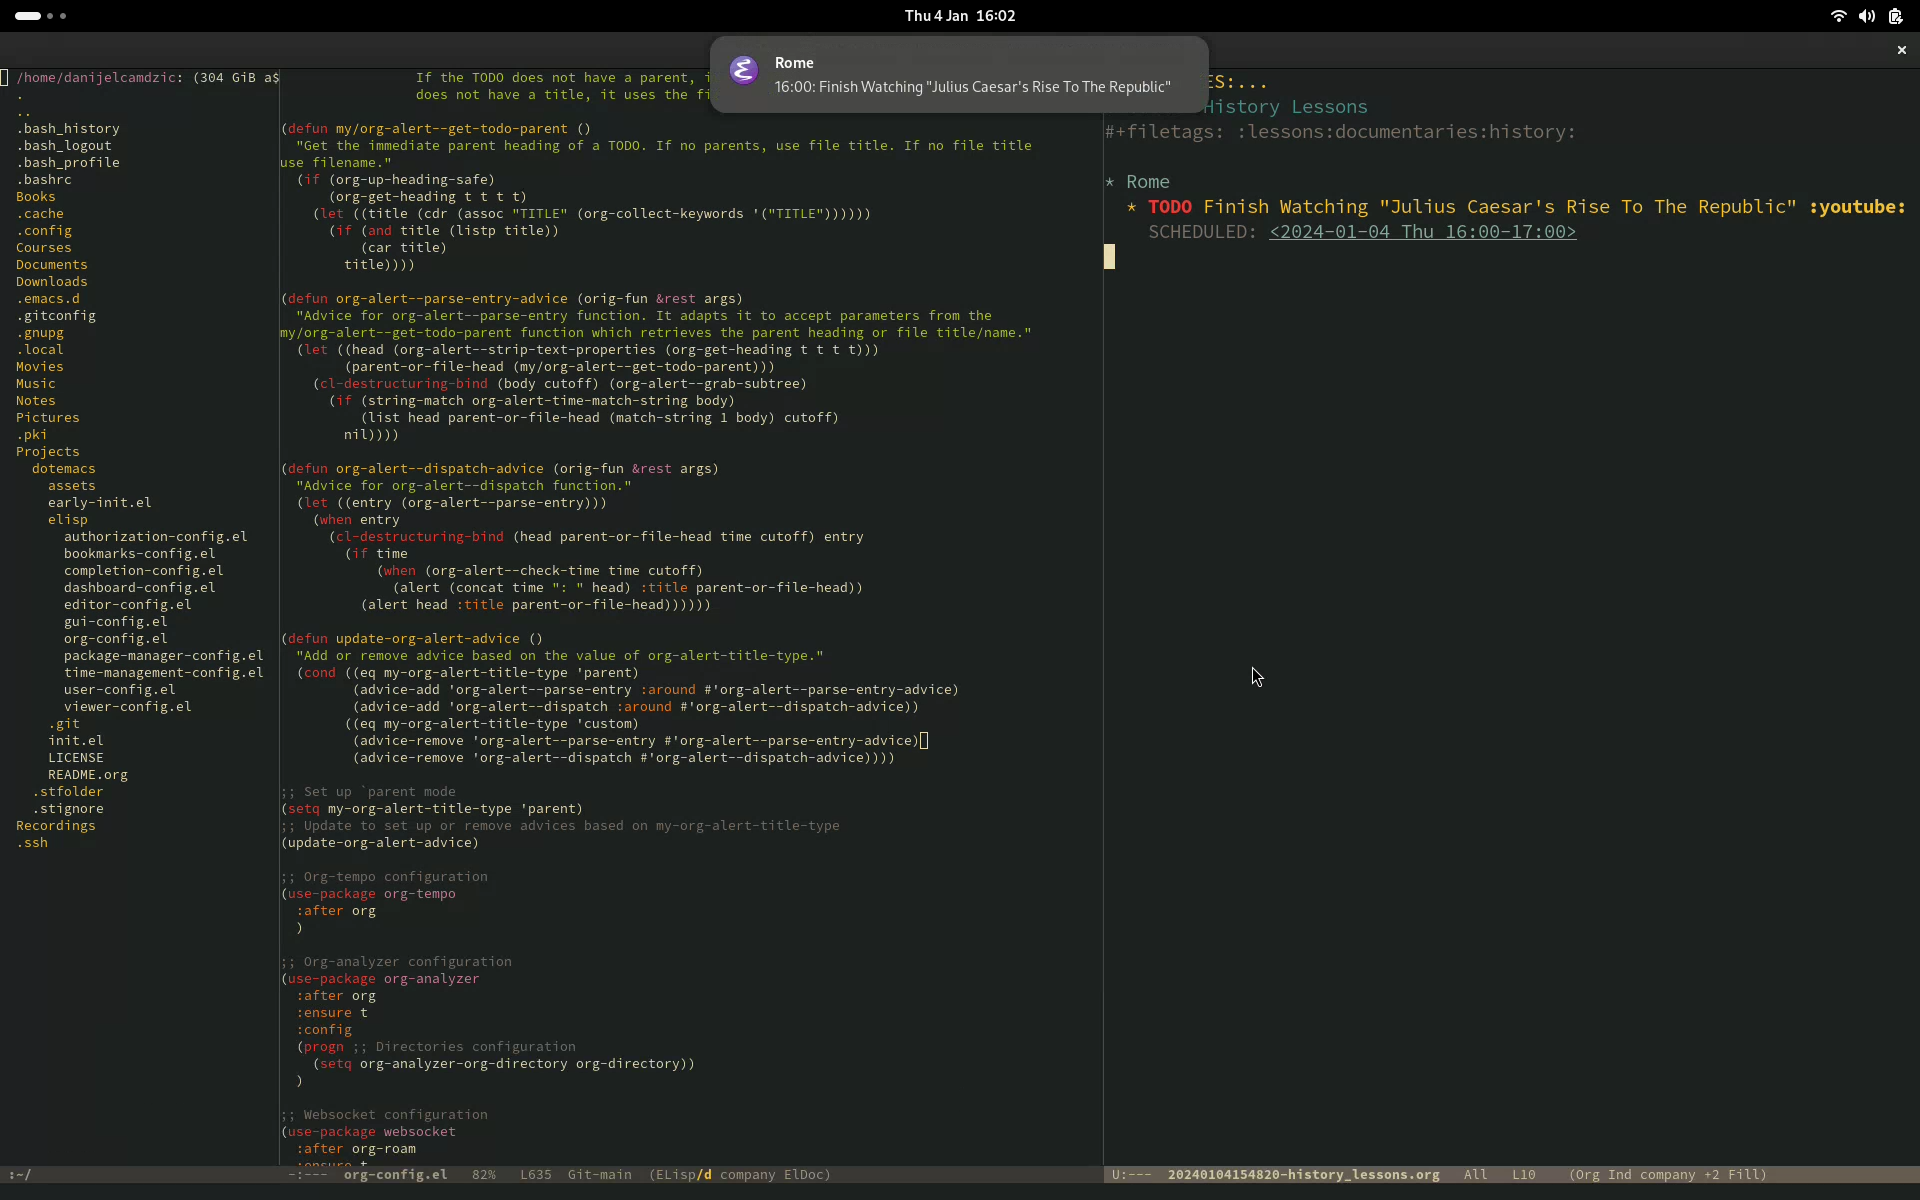 Thu 4 Jan 16:02
Rome
16:00: Finish Watching "Julius Caesar's Rise To The Republic"
/home/danijelcamdzic: (304 GiB a$
.
..
.bash_history
.bash_logout
.bash_profile
.bashrc
Books
.cache
.config
Courses
Documents
Downloads
.emacs.d
.gitconfig
.gnupg
.local
Movies
Music
Notes
Pictures
.pki
Projects
dotemacs
assets
early-init.el
elisp
authorization-config.el
bookmarks-config.el
completion-config.el
dashboard-config.el
editor-config.el
gui-config.el
org-config.el
package-manager-config.el
time-management-config.el
user-config.el
viewer-config.el
.git
init.el
LICENSE
README.org
.stfolder
.stignore
Recordings
.ssh
:~/
If the TODO does not have a parent, i
does not have a title, it uses the fi
(defun my/org-alert--get-todo-parent ()
"Get the immediate parent heading of a TODO. If no parents, use file title. If no file title
use filename."
(if (org-up-heading-safe)
(org-get-heading t t t t)
(let ((title (cdr (assoc "TITLE" (org-collect-keywords '("TITLE"))))))
(if (and title (listp title))
(car title)
title))))
(defun org-alert--parse-entry-advice (orig-fun &rest args)
"Advice for org-alert--parse-entry function. It adapts it to accept parameters from the
my/org-alert--get-todo-parent function which retrieves the parent heading or file title/name."
(let ((head (org-alert--strip-text-properties (org-get-heading t t t t)))
(parent-or-file-head (my/org-alert--get-todo-parent)))
(cl-destructuring-bind (body cutoff) (org-alert--grab-subtree)
(if (string-match org-alert-time-match-string body)
(list head parent-or-file-head (match-string 1 body) cutoff)
nil))))
(defun org-alert--dispatch-advice (orig-fun &rest args)
"Advice for org-alert--dispatch function."
(let ((entry (org-alert--parse-entry)))
(when entry
(cl-destructuring-bind (head parent-or-file-head time cutoff) entry
(if time
(when (org-alert--check-time time cutoff)
(alert (concat time ": " head) :title parent-or-file-head))
(alert head :title parent-or-file-head))))))
(defun update-org-alert-advice ()
"Add or remove advice based on the value of org-alert-title-type."
(cond ((eq my-org-alert-title-type 'parent)
(advice-add 'org-alert--parse-entry :around #'org-alert--parse-entry-advice)
(advice-add 'org-alert--dispatch :around #'org-alert--dispatch-advice))
((eq my-org-alert-title-type 'custom)
(advice-remove 'org-alert--parse-entry #'org-alert--parse-entry-advice)
(advice-remove 'org-alert--dispatch #'org-alert--dispatch-advice))))
;; Set up `parent mode
(setq my-org-alert-title-type 'parent)
;; Update to set up or remove advices based on my-org-alert-title-type
(update-org-alert-advice)
;; Org-tempo configuration
(use-package org-tempo
:after org
)
;; Org-analyzer configuration
(use-package org-analyzer
:after org
:ensure t
:config
(progn ;; Directories configuration
(setq org-analyzer-org-directory org-directory))
)
;; Websocket configuration
(use-package websocket
:after org-roam
:ensure t
-:--- org-config.el 82% L635 Git-main (ELisp/d company ElDoc)
ES:...
History Lessons
#+filetags: :lessons:documentaries:history:
* Rome
* TODO Finish Watching "Julius Caesar's Rise To The Republic" :youtube:
SCHEDULED: <2024-01-04 Thu 16:00-17:00>
U:--- 20240104154820-history_lessons.org All L10 (Org Ind company +2 Fill)